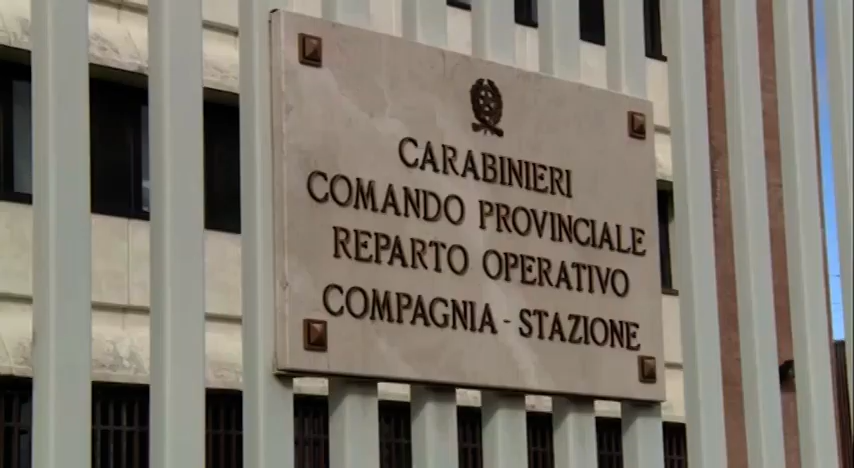 CARABINIERI
COMANDO PROVINCIALE
REPARTO OPERATIVO
COMPAGNIA - STAZIONE